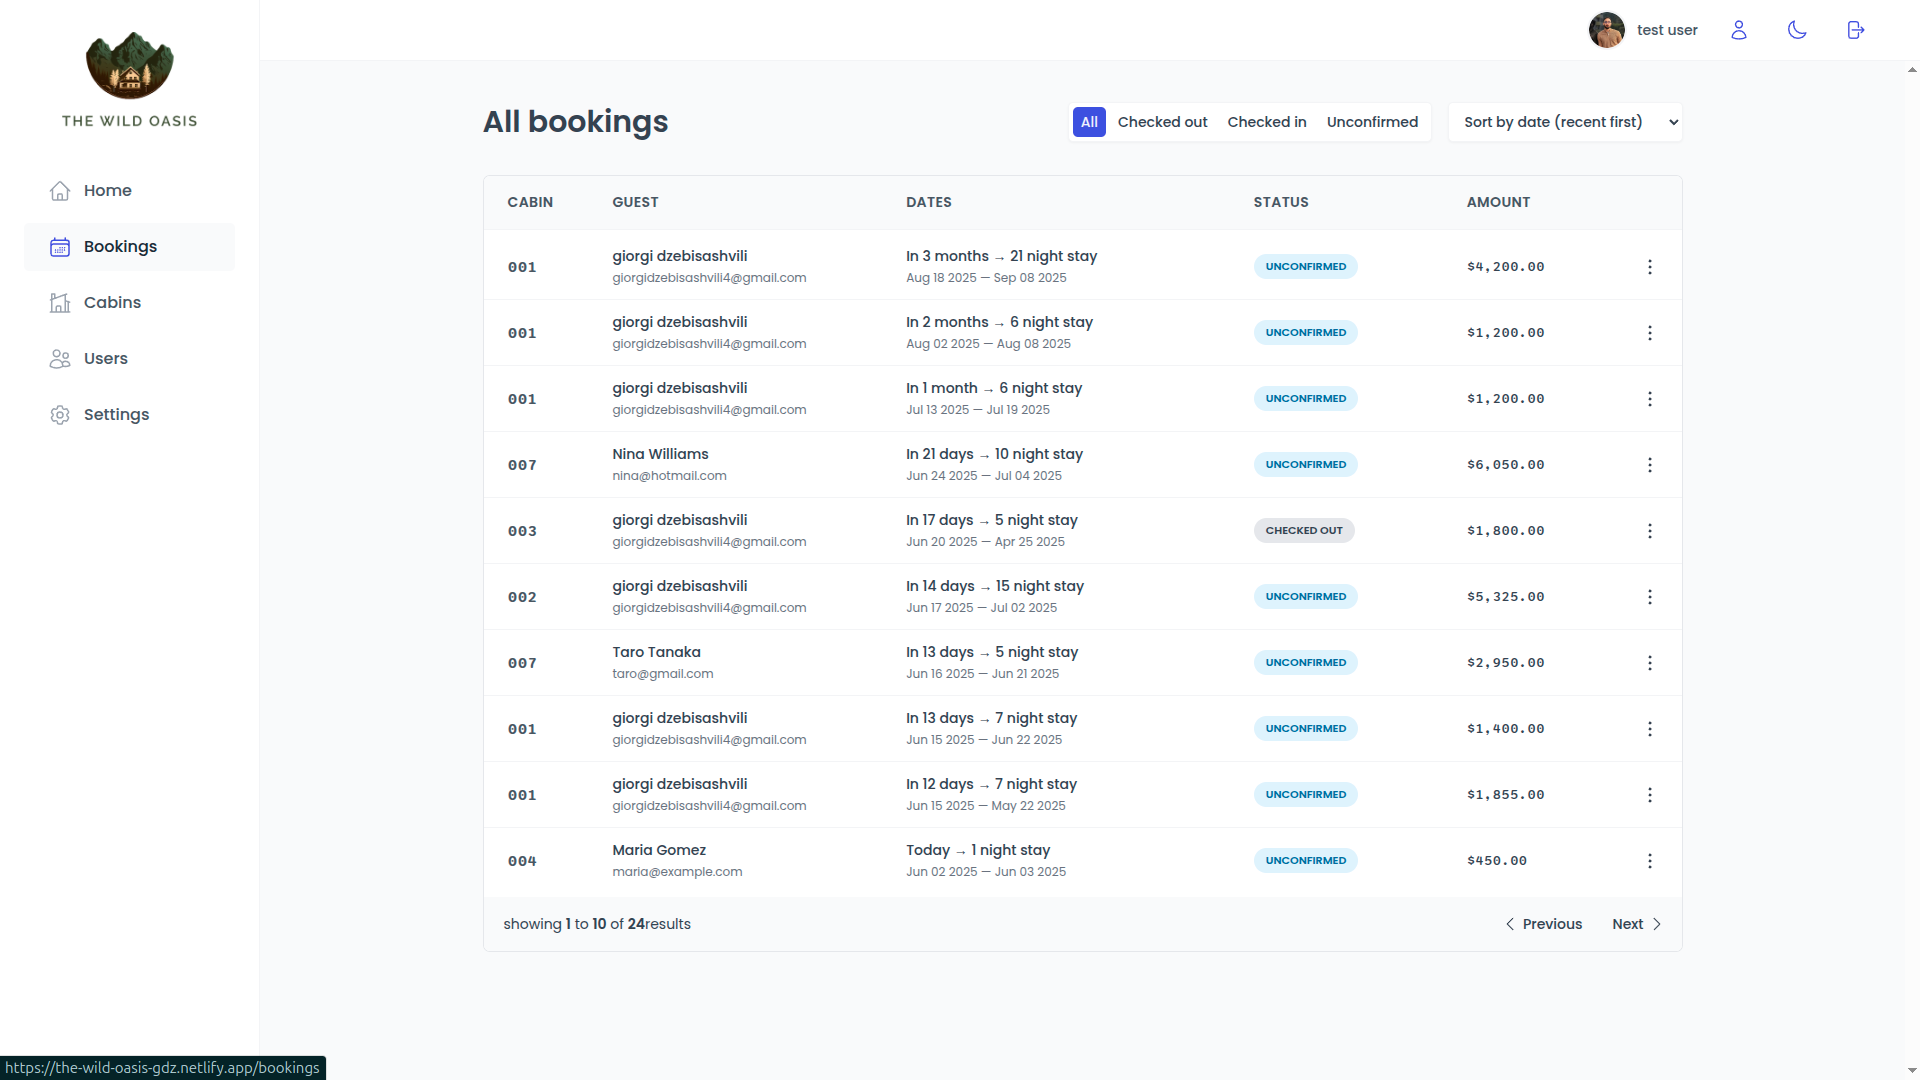 THE WILD OASIS
Home
Bookings
Cabins
Users
Settings
test user
All bookings
All Checked out Checked in Unconfirmed Sort by date (recent first)
CABIN GUEST DATES STATUS AMOUNT
001 giorgi dzebisashvili In 3 months → 21 night stay UNCONFIRMED $4,200.00
giorgidzebisashvili4@gmail.com Aug 18 2025 — Sep 08 2025
001 giorgi dzebisashvili In 2 months → 6 night stay UNCONFIRMED $1,200.00
giorgidzebisashvili4@gmail.com Aug 02 2025 — Aug 08 2025
001 giorgi dzebisashvili In 1 month → 6 night stay UNCONFIRMED $1,200.00
giorgidzebisashvili4@gmail.com Jul 13 2025 — Jul 19 2025
007 Nina Williams In 21 days → 10 night stay UNCONFIRMED $6,050.00
nina@hotmail.com Jun 24 2025 — Jul 04 2025
003 giorgi dzebisashvili In 17 days → 5 night stay CHECKED OUT $1,800.00
giorgidzebisashvili4@gmail.com Jun 20 2025 — Apr 25 2025
002 giorgi dzebisashvili In 14 days → 15 night stay UNCONFIRMED $5,325.00
giorgidzebisashvili4@gmail.com Jun 17 2025 — Jul 02 2025
007 Taro Tanaka In 13 days → 5 night stay UNCONFIRMED $2,950.00
taro@gmail.com Jun 16 2025 — Jun 21 2025
001 giorgi dzebisashvili In 13 days → 7 night stay UNCONFIRMED $1,400.00
giorgidzebisashvili4@gmail.com Jun 15 2025 — Jun 22 2025
001 giorgi dzebisashvili In 12 days → 7 night stay UNCONFIRMED $1,855.00
giorgidzebisashvili4@gmail.com Jun 15 2025 — May 22 2025
004 Maria Gomez Today → 1 night stay UNCONFIRMED $450.00
maria@example.com Jun 02 2025 — Jun 03 2025
showing 1 to 10 of 24results Previous Next
https://the-wild-oasis-gdz.netlify.app/bookings